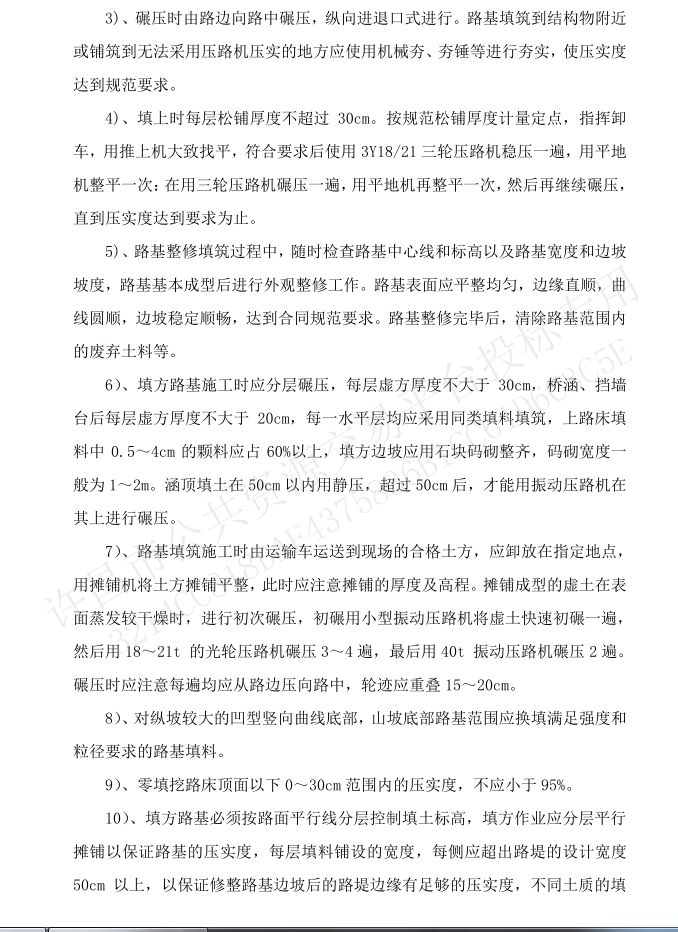 3)、碾压时由路边向路中碾压，纵向进退口式进行。路基填筑到结构物附近
或铺筑到无法采用压路机压实的地方应使用机械夯、夯锤等进行夯实，使压实度
达到规范要求。
4)、填上时每层松铺厚度不超过 30cm。按规范松铺厚度计量定点，指挥卸
车，用推上机大致找平，符合要求后使用 3Y18/21 三轮压路机稳压一遍，用平地
机整平一次：在用三轮压路机碾压一遍，用平地机再整平一次，然后再继续碾压，
直到压实度达到要求为止。
5)、路基整修填筑过程中，随时检查路基中心线和标高以及路基宽度和边坡
坡度，路基基本成型后进行外观整修工作。路基表面应平整均匀，边缘直顺，曲
线圆顺，边坡稳定顺畅，达到合同规范要求。路基整修完毕后，清除路基范围内
的废弃土料等。
6)、填方路基施工时应分层碾压，每层虚方厚度不大于 30cm，桥涵、挡墙
台后每层虚方厚度不大于 20cm，每一水平层均应采用同类填料填筑，上路床填
料中 0.5～4cm 的颗料应占 60%以上，填方边坡应用石块码砌整齐，码砌宽度一
般为 1～2m。涵顶填土在 50cm 以内用静压，超过 50cm 后，才能用振动压路机在
其上进行碾压。
7)、路基填筑施工时由运输车运送到现场的合格土方，应卸放在指定地点，
用摊铺机将土方摊铺平整，此时应注意摊铺的厚度及高程。摊铺成型的虚土在表
面蒸发较干燥时，进行初次碾压，初碾用小型振动压路机将虚土快速初碾一遍，
然后用 18～21t 的光轮压路机碾压 3～4 遍，最后用 40t 振动压路机碾压 2 遍。
碾压时应注意每遍均应从路边压向路中，轮迹应重叠 15～20cm。
8)、对纵坡较大的凹型竖向曲线底部，山坡底部路基范围应换填满足强度和
粒径要求的路基填料。
9)、零填挖路床顶面以下 0～30cm 范围内的压实度，不应小于 95%。
10)、填方路基必须按路面平行线分层控制填土标高，填方作业应分层平行
摊铺以保证路基的压实度，每层填料铺设的宽度，每侧应超出路堤的设计宽度
50cm 以上，以保证修整路基边坡后的路堤边缘有足够的压实度，不同土质的填
许昌市公共资源交易平台投标专用